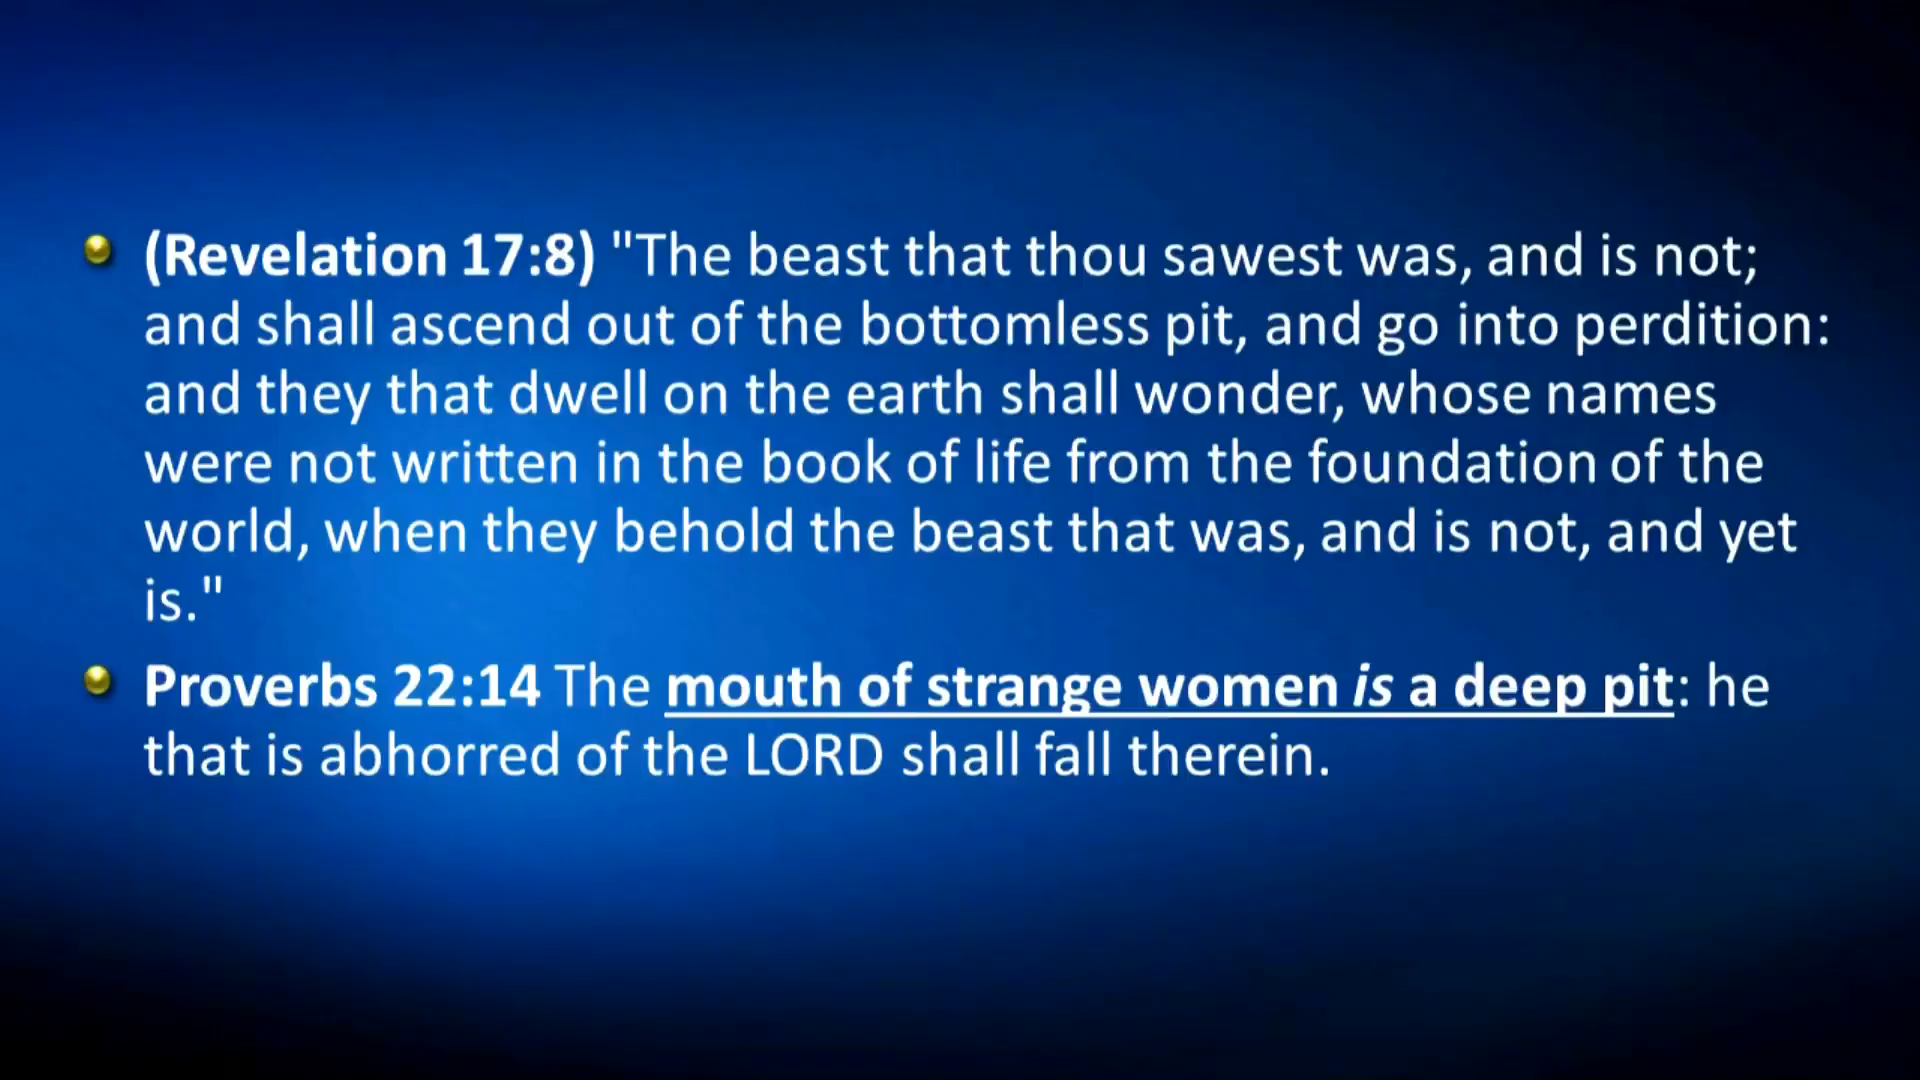 (Revelation 17:8) "The beast that thou sawest was, and is not;
and shall ascend out of the bottomless pit, and go into perdition:
and they that dwell on the earth shall wonder, whose names
were not written in the book of life from the foundation of the
world, when they behold the beast that was, and is not, and yet
is."
Proverbs 22:14 The mouth of strange women is a deep pit: he
that is abhorred of the LORD shall fall therein.